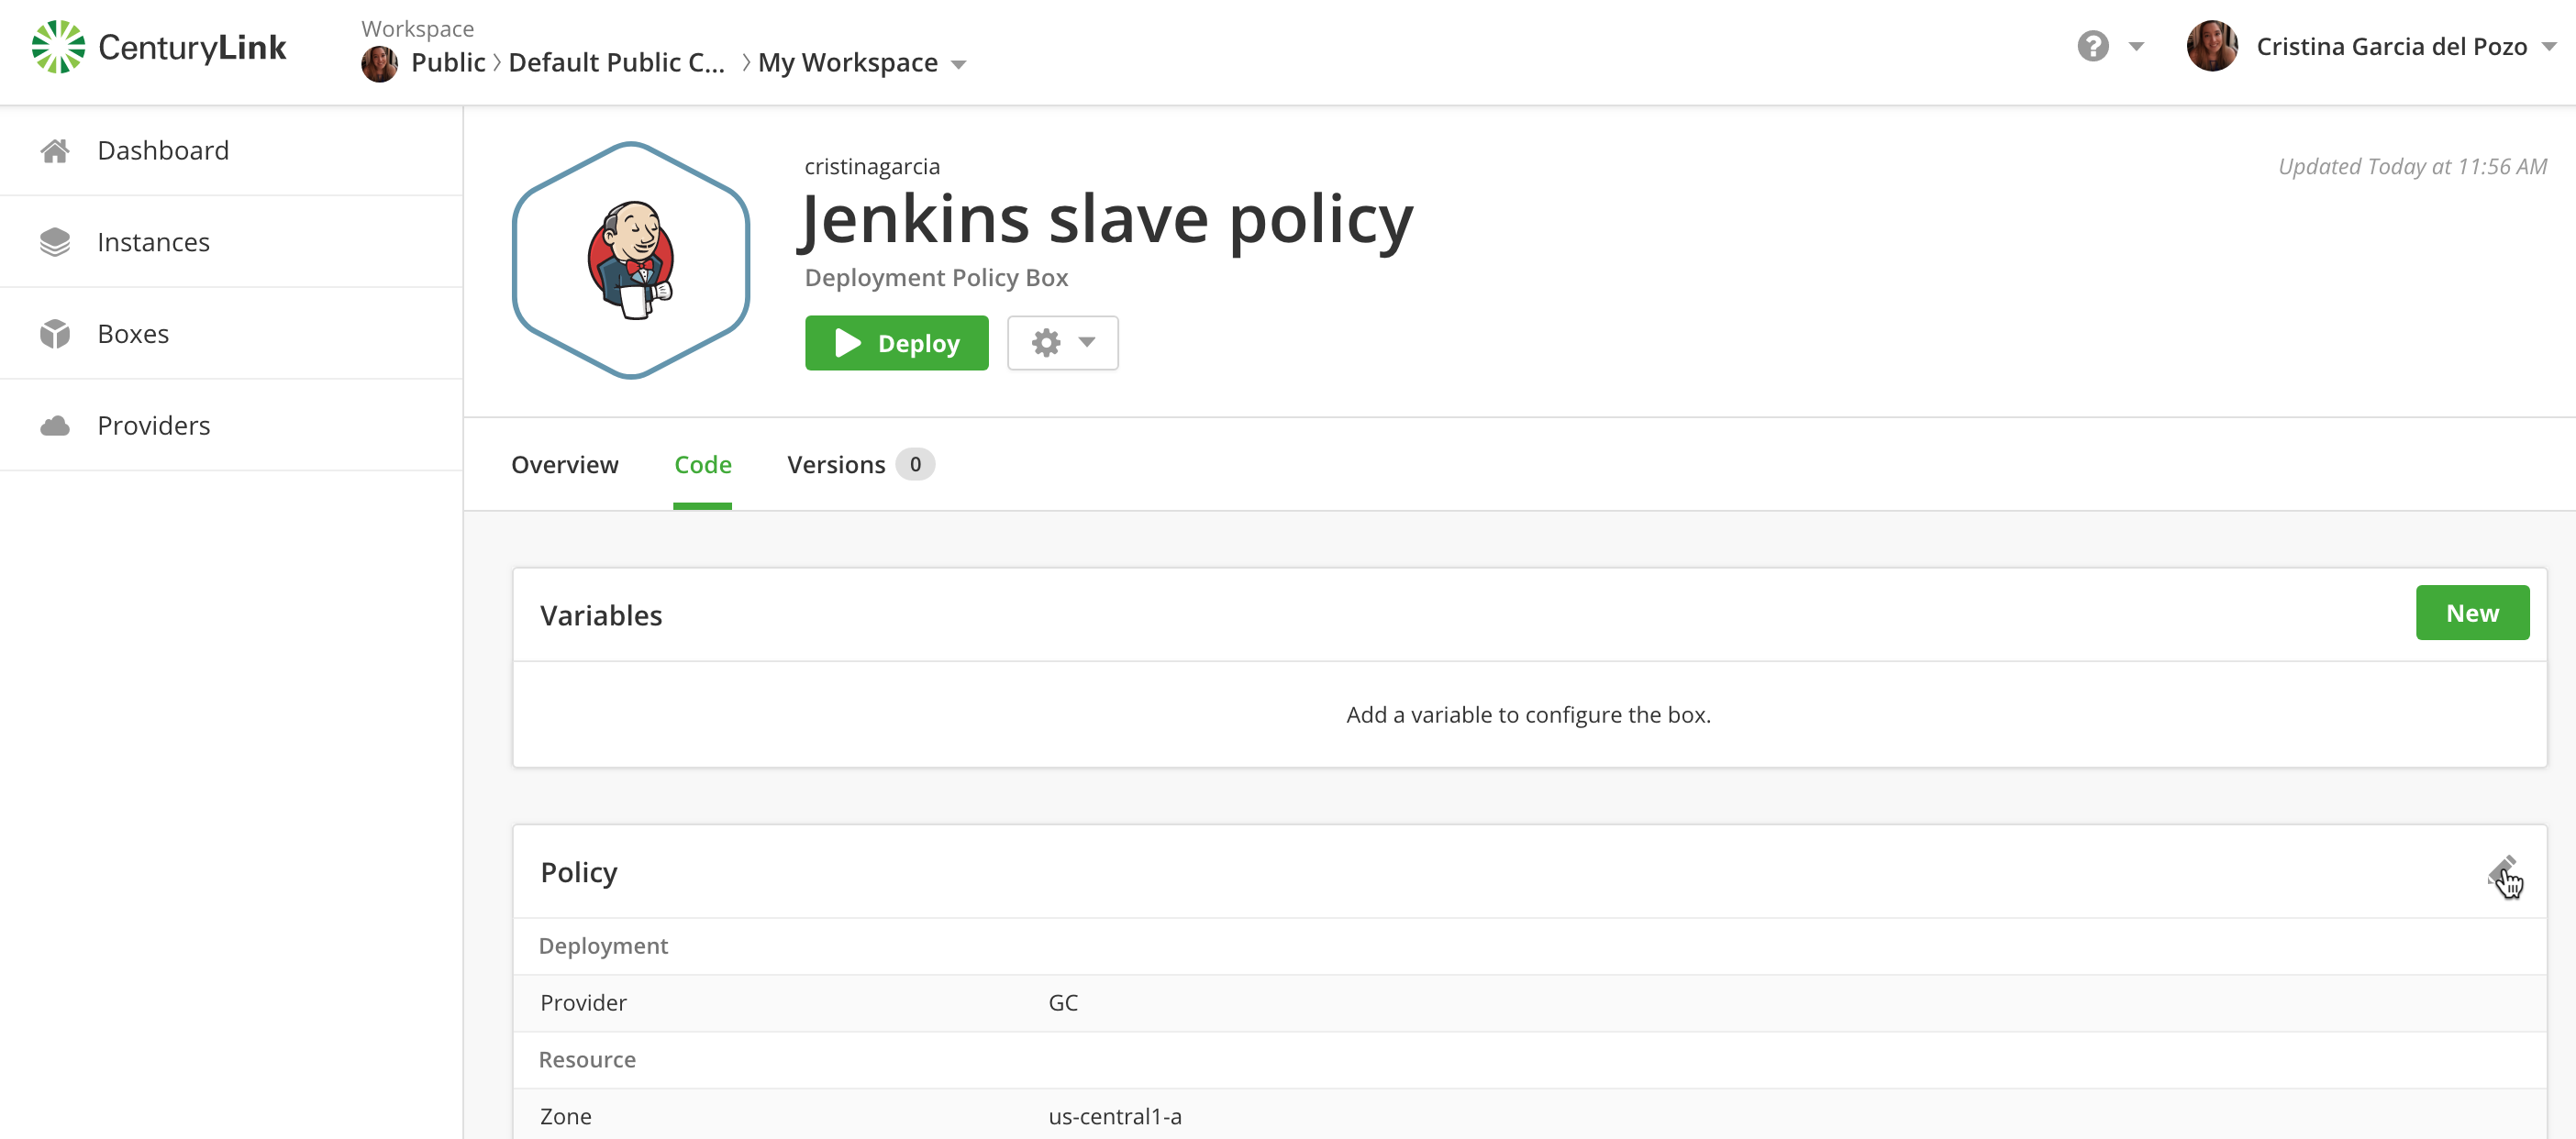 CenturyLink
Workspace
Public > Default Public C... > My Workspace
?
Cristina Garcia del Pozo
Dashboard
Instances
Boxes
Providers
cristinagarcia
Updated Today at 11:56 AM
Jenkins slave policy
Deployment Policy Box
Deploy
Overview
Code
Versions 0
Variables
New
Add a variable to configure the box.
Policy
Deployment
Provider GC
Resource
Zone us-central1-a